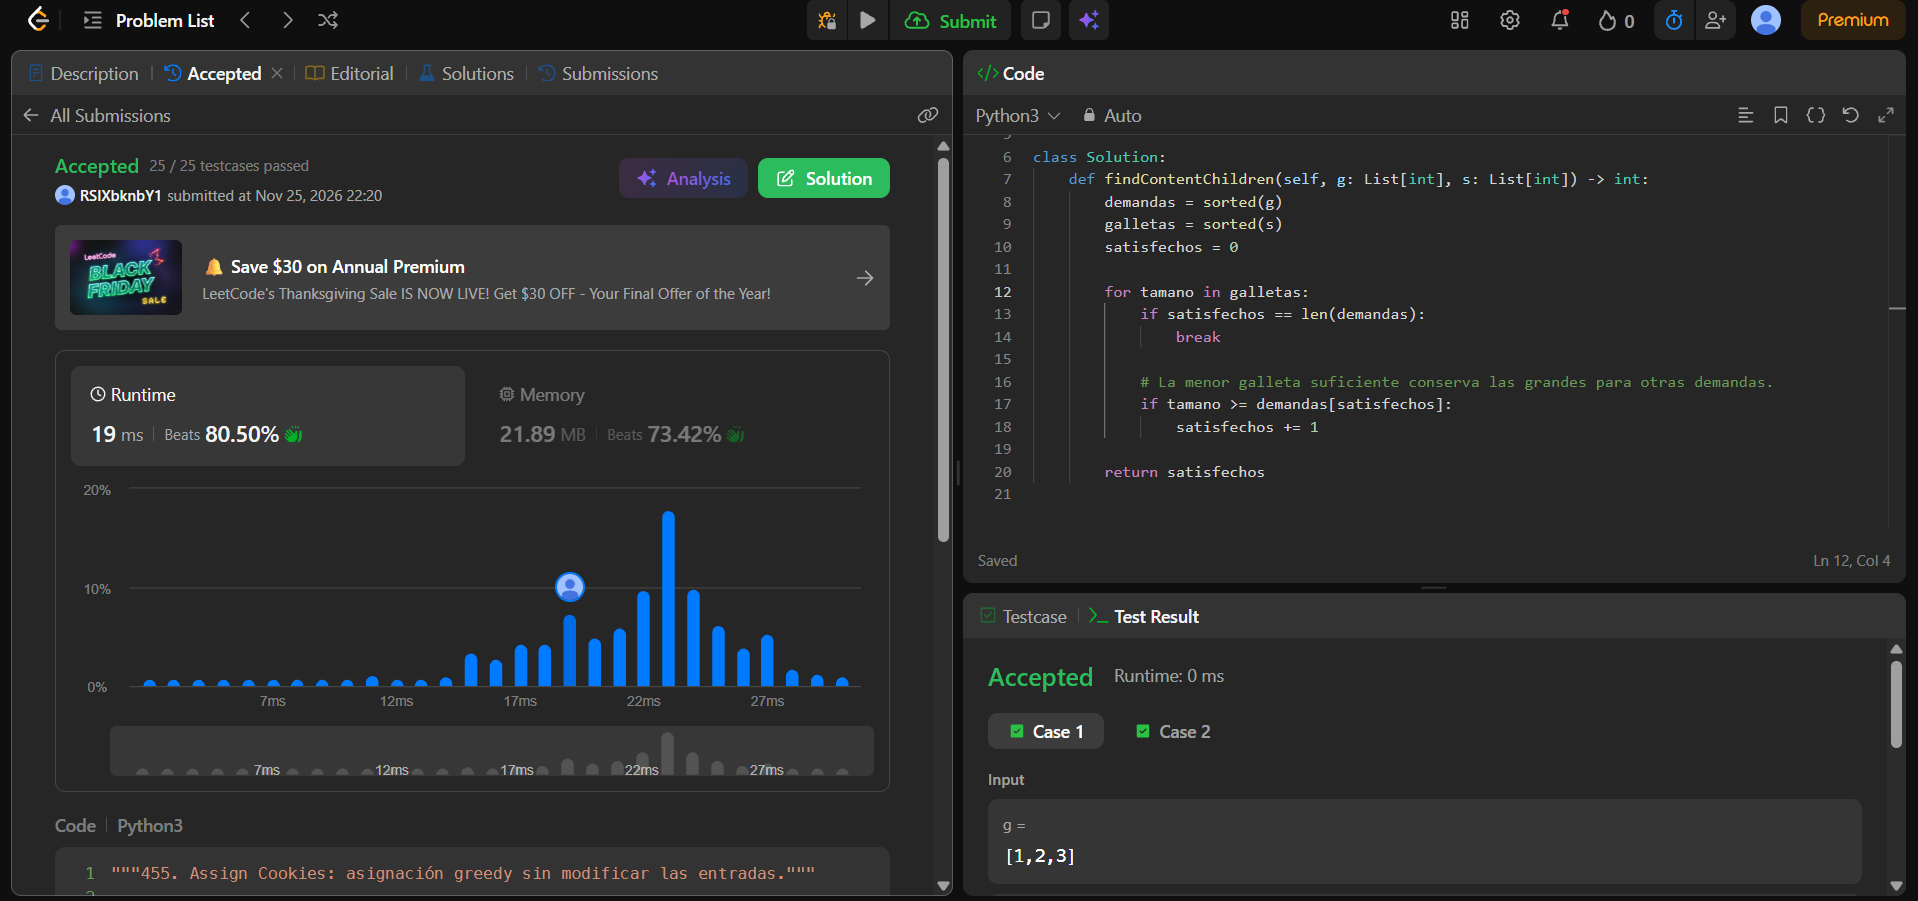 Problem List
Submit
0
Premium
Description
Accepted
Editorial
Solutions
Submissions
All Submissions
Accepted 25 / 25 testcases passed
RSIXbknbY1 submitted at Nov 25, 2026 22:20
Analysis
Solution
LeetCode
BLACK
FRIDAY
SALE
Save $30 on Annual Premium
LeetCode's Thanksgiving Sale IS NOW LIVE! Get $30 OFF - Your Final Offer of the Year!
Runtime
19 ms Beats 80.50%
Memory
21.89 MB Beats 73.42%
20%
10%
0%
7ms 12ms 17ms 22ms 27ms
7ms 12ms 17ms 22ms 27ms
Code Python3
1 """455. Assign Cookies: asignación greedy sin modificar las entradas."""
Code
Python3 Auto
6 class Solution:
7 def findContentChildren(self, g: List[int], s: List[int]) -> int:
8 demandas = sorted(g)
9 galletas = sorted(s)
10 satisfechos = 0
11
12 for tamano in galletas:
13 if satisfechos == len(demandas):
14 break
15
16 # La menor galleta suficiente conserva las grandes para otras demandas.
17 if tamano >= demandas[satisfechos]:
18 satisfechos += 1
19
20 return satisfechos
21
Saved
Ln 12, Col 4
Testcase
Test Result
Accepted Runtime: 0 ms
Case 1
Case 2
Input
g =
[1,2,3]